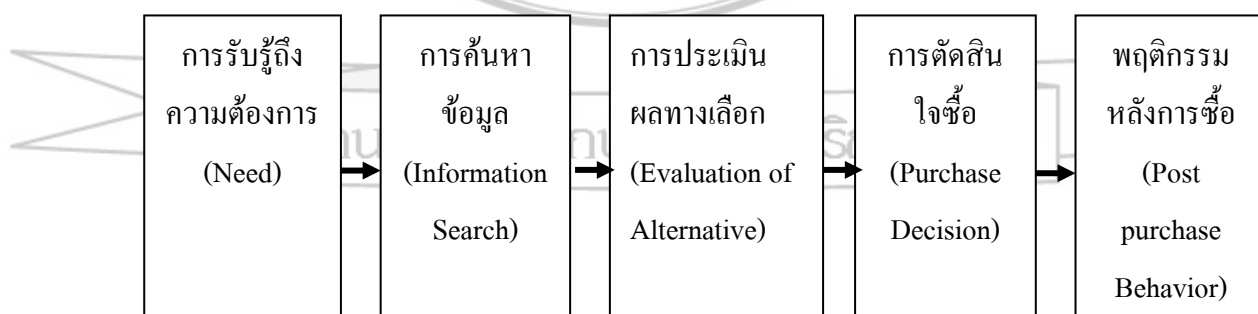 การรับรู้ถึง
ความต้องการ
(Need)
การค้นหา
ข้อมูล
(Information
Search)
การประเมิน
ผลทางเลือก
(Evaluation of
Alternative)
การตัดสิน
ใจซื้อ
(Purchase
Decision)
พฤติกรรม
หลังการซื้อ
(Post
purchase
Behavior)